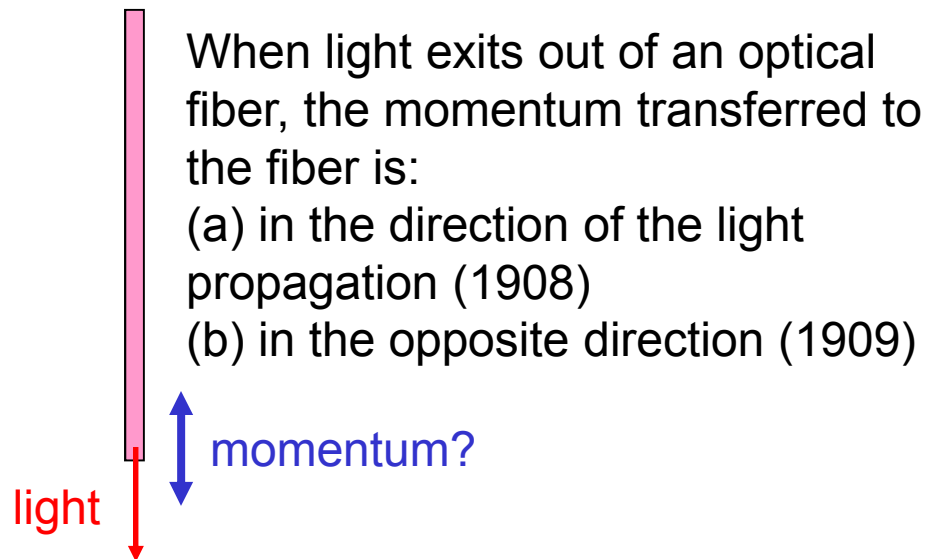 When light exits out of an optical
fiber, the momentum transferred to
the fiber is:
(a) in the direction of the light
propagation (1908)
(b) in the opposite direction (1909)
momentum?
light